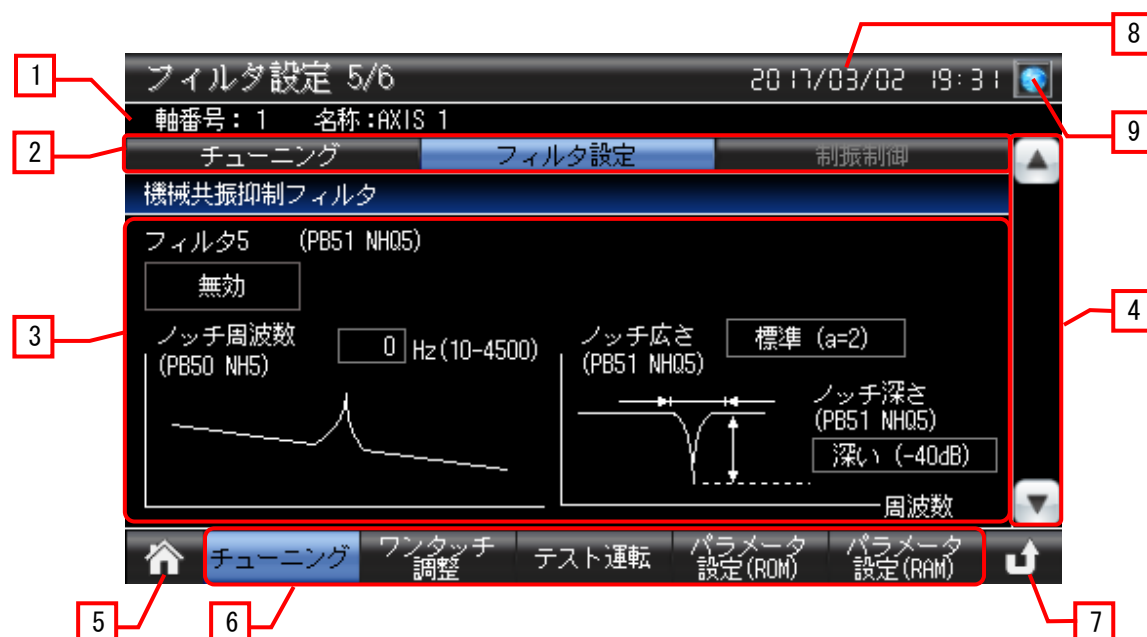 8
1
フィルタ設定 5/6
2017/03/02 19:31
9
軸番号: 1 名称:AXIS 1
2
チューニング
フィルタ設定
制振制御
機械共振抑制フィルタ
3
フィルタ5 (PB51 NHQ5)
無効
4
ノッチ周波数
(PB50 NH5)
0 Hz(10-4500)
ノッチ広さ
(PB51 NHQ5)
標準 (a=2)
ノッチ深さ
(PB51 NHQ5)
深い (-40dB)
周波数
チューニング
ワンタッチ
調整
テスト運転
パラメータ
設定(ROM)
パラメータ
設定(RAM)
5
6
7